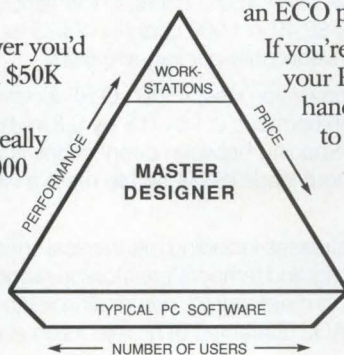 an ECO p
er you'd
$50K
eally
000
If you're
your
hand
to
WORK-
STATIONS
PERFORMANCE
PRICE
MASTER
DESIGNER
TYPICAL PC SOFTWARE
NUMBER OF USERS